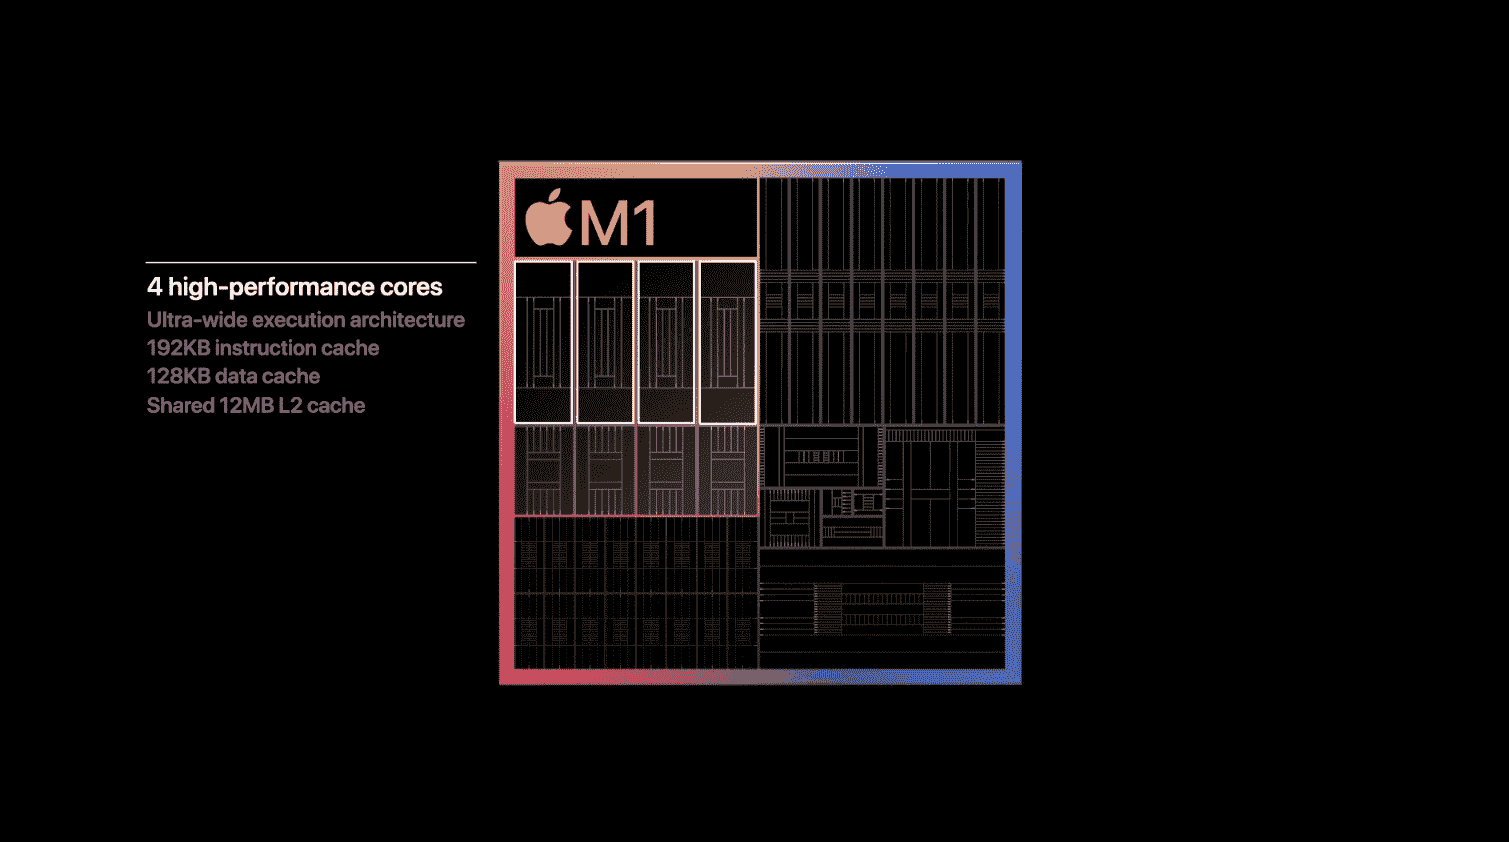 M1
4 high-performance cores
Ultra-wide execution architecture
192KB instruction cache
128KB data cache
Shared 12MB L2 cache